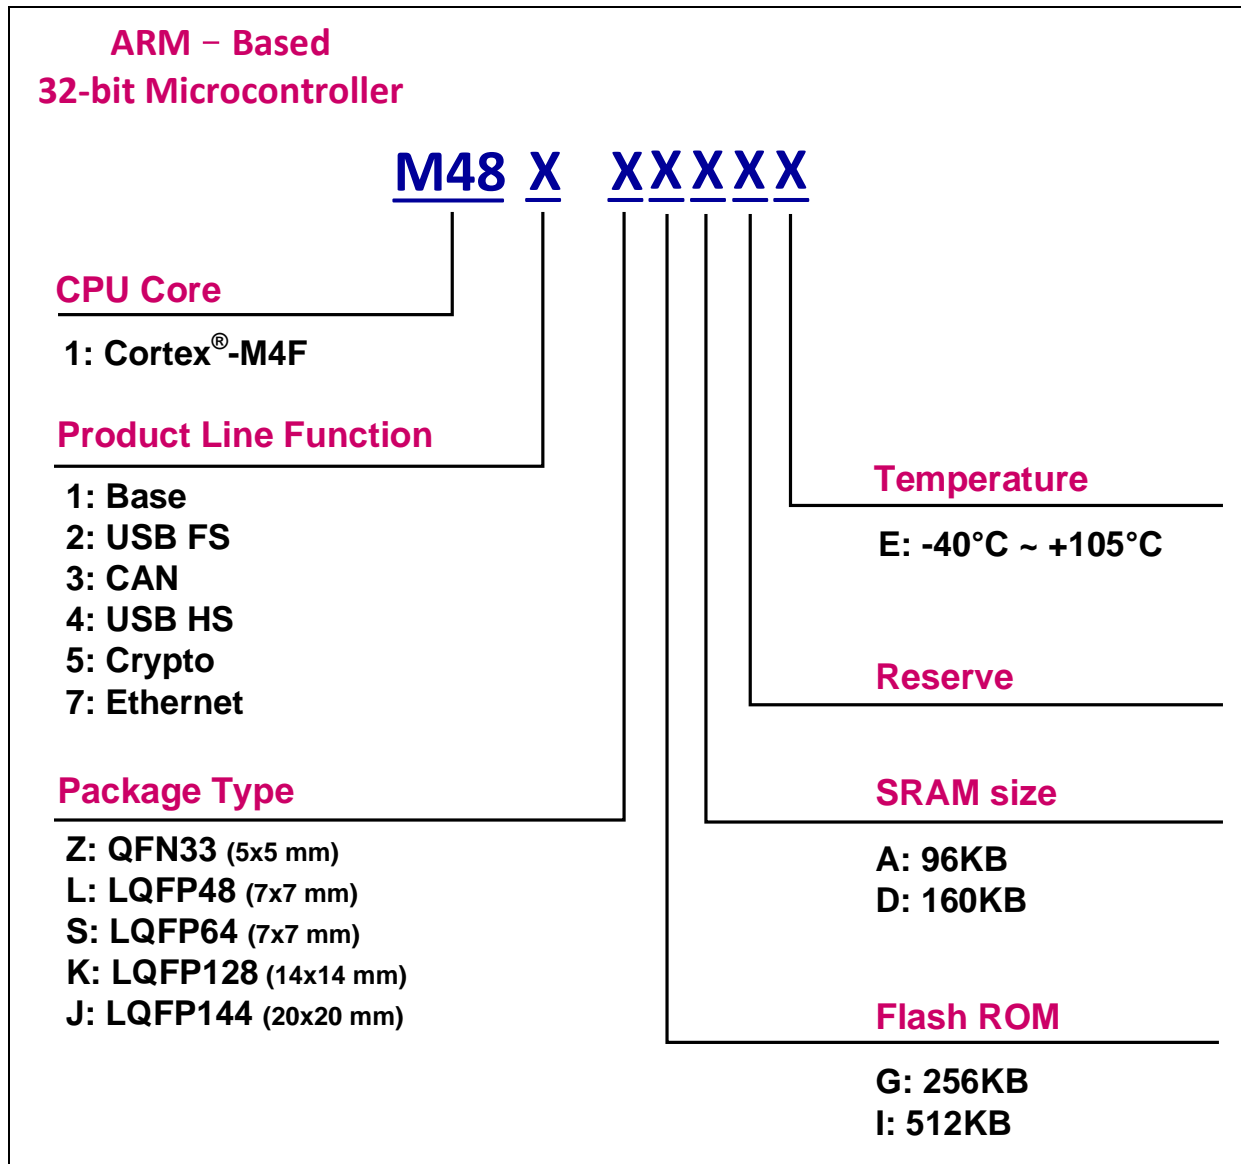 ARM – Based
32-bit Microcontroller
M48 X X X X X X
CPU Core
1: Cortex®-M4F
Product Line Function
1: Base
2: USB FS
3: CAN
4: USB HS
5: Crypto
7: Ethernet
Package Type
Z: QFN33 (5x5 mm)
L: LQFP48 (7x7 mm)
S: LQFP64 (7x7 mm)
K: LQFP128 (14x14 mm)
J: LQFP144 (20x20 mm)
Temperature
E: -40°C ~ +105°C
Reserve
SRAM size
A: 96KB
D: 160KB
Flash ROM
G: 256KB
I: 512KB